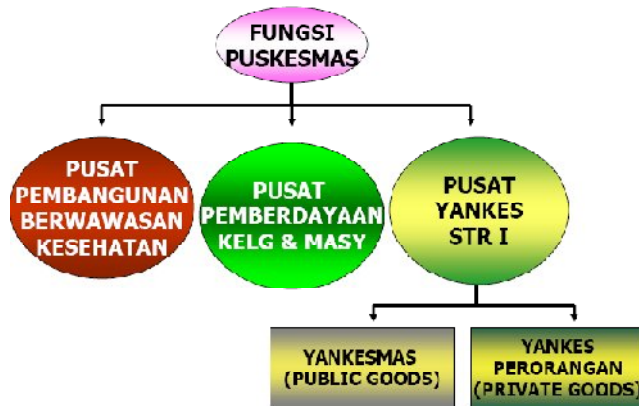 FUNGSI
PUSKESMAS
PUSAT
PEMBANGUNAN
BERWAWASAN
KESEHATAN
PUSAT
PEMBERDAYAAN
KELG & MASY
PUSAT
YANKES
STR I
YANKESMAS
(PUBLIC GOODS)
YANKES
PERORANGAN
(PRIVATE GOODS)